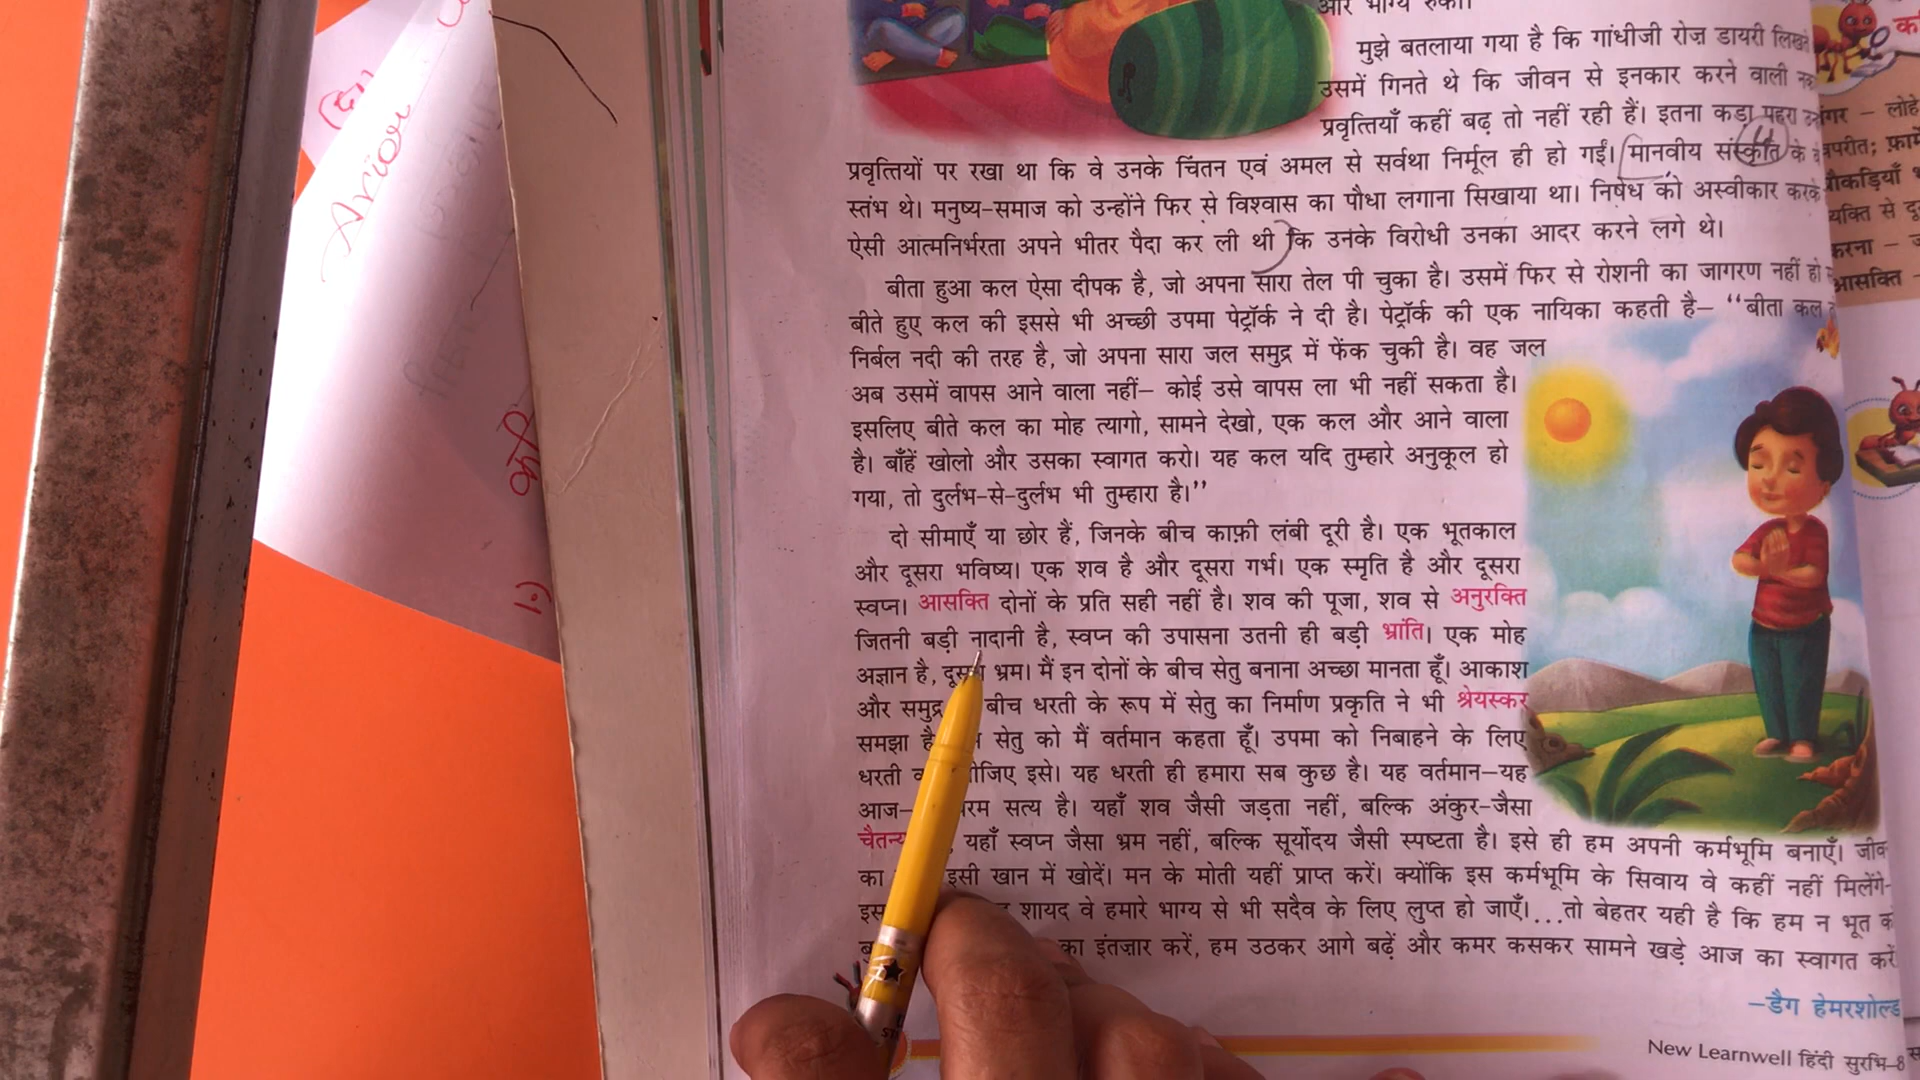 और भाग्य रुका।
मुझे बतलाया गया है कि गांधीजी रोज़ डायरी लिखते
उसमें गिनते थे कि जीवन से इनकार करने वाली
प्रवृत्तियाँ कहीं बढ़ तो नहीं रही हैं। इतना कड़ा पहरा
प्रवृत्तियों पर रखा था कि वे उनके चिंतन एवं अमल से सर्वथा निर्मूल ही हो गईं। मानवीय संस्कृति के
स्तंभ थे। मनुष्य-समाज को उन्होंने फिर से विश्वास का पौधा लगाना सिखाया था। निषेध को अस्वीकार करके
ऐसी आत्मनिर्भरता अपने भीतर पैदा कर ली थी कि उनके विरोधी उनका आदर करने लगे थे।
बीता हुआ कल ऐसा दीपक है, जो अपना सारा तेल पी चुका है। उसमें फिर से रोशनी का जागरण नहीं हो
बीते हुए कल की इससे भी अच्छी उपमा पेट्रॉर्क ने दी है। पेट्रॉर्क की एक नायिका कहती है— ‘‘बीता कल
निर्बल नदी की तरह है, जो अपना सारा जल समुद्र में फेंक चुकी है। वह जल
अब उसमें वापस आने वाला नहीं— कोई उसे वापस ला भी नहीं सकता है।
इसलिए बीते कल का मोह त्यागो, सामने देखो, एक कल और आने वाला
है। बाँहें खोलो और उसका स्वागत करो। यह कल यदि तुम्हारे अनुकूल हो
गया, तो दुर्लभ-से-दुर्लभ भी तुम्हारा है।’’
दो सीमाएँ या छोर हैं, जिनके बीच काफ़ी लंबी दूरी है। एक भूतकाल
और दूसरा भविष्य। एक शव है और दूसरा गर्भ। एक स्मृति है और दूसरा
स्वप्न। आसक्ति दोनों के प्रति सही नहीं है। शव की पूजा, शव से अनुरक्ति
जितनी बड़ी नादानी है, स्वप्न की उपासना उतनी ही बड़ी भ्रांति। एक मोह
अज्ञान है, दूसरा भ्रम। मैं इन दोनों के बीच सेतु बनाना अच्छा मानता हूँ। आकाश
और समुद्र बीच धरती के रूप में सेतु का निर्माण प्रकृति ने भी श्रेयस्कर
समझा सेतु को मैं वर्तमान कहता हूँ। उपमा को निबाहने के लिए
धरती इसे। यह धरती ही हमारा सब कुछ है। यह वर्तमान—यह
आज— सत्य है। यहाँ शव जैसी जड़ता नहीं, बल्कि अंकुर-जैसा
यहाँ स्वप्न जैसा भ्रम नहीं, बल्कि सूर्योदय जैसी स्पष्टता है। इसे ही हम अपनी कर्मभूमि बनाएँ।
का इसी खान में खोदें। मन के मोती यहीं प्राप्त करें। क्योंकि इस कर्मभूमि के सिवाय वे कहीं नहीं मिलेंगे-
शायद वे हमारे भाग्य से भी सदैव के लिए लुप्त हो जाएँ।...तो बेहतर यही है कि हम न भूत
का इंतज़ार करें, हम उठकर आगे बढ़ें और कमर कसकर सामने खड़े आज का स्वागत करें
—डैग हेमरशोल्ड
New Learnwell हिंदी सुरभि–8
लोहे
आसक्ति –